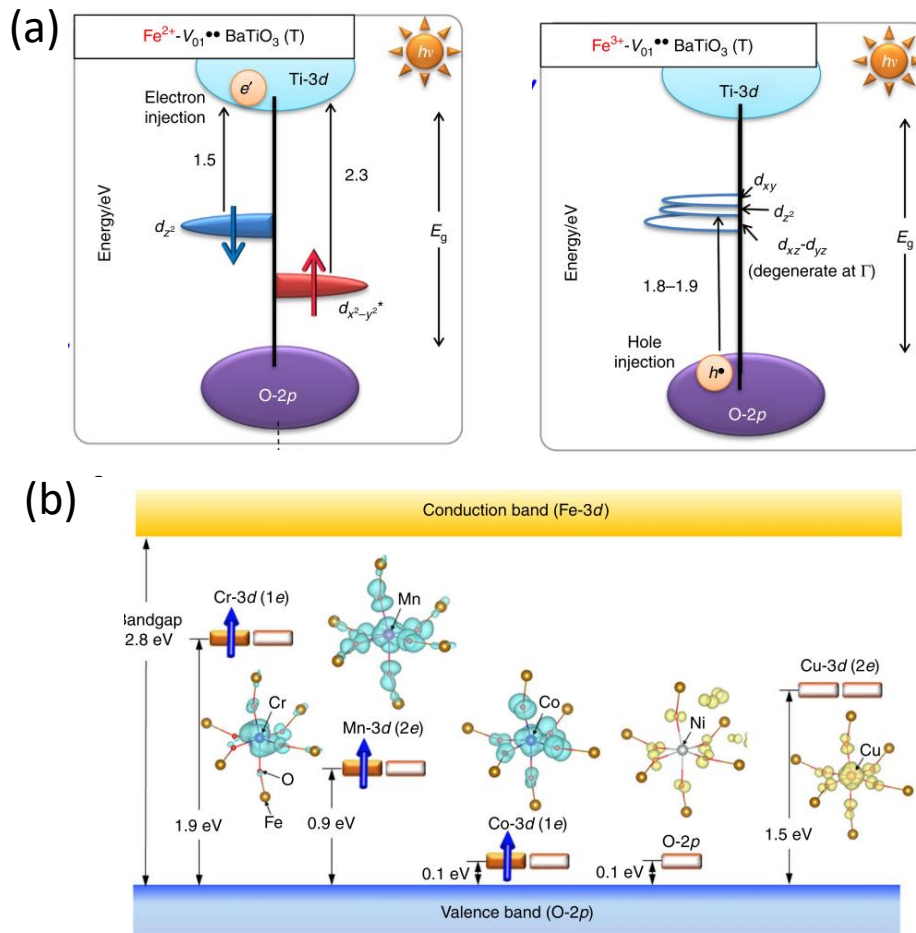 (a)
Fe2+-V01•• BaTiO3 (T)
hν
e′
Ti-3d
Electron
injection
1.5
2.3
Energy/eV
dz2
Eg
dx2–y2*
O-2p
Fe3+-V01•• BaTiO3 (T)
hν
Ti-3d
dxy
dz2
Energy/eV
dxz-dyz
(degenerate at Γ)
Eg
1.8–1.9
Hole
injection
h•
O-2p
(b)
Conduction band (Fe-3d)
Cr-3d (1e)
Bandgap
2.8 eV
Mn
Cu-3d (2e)
Cr
Mn-3d (2e)
Co
Ni
Cu
O
Fe
1.9 eV
0.9 eV
Co-3d (1e)
0.1 eV
O-2p
0.1 eV
1.5 eV
Valence band (O-2p)